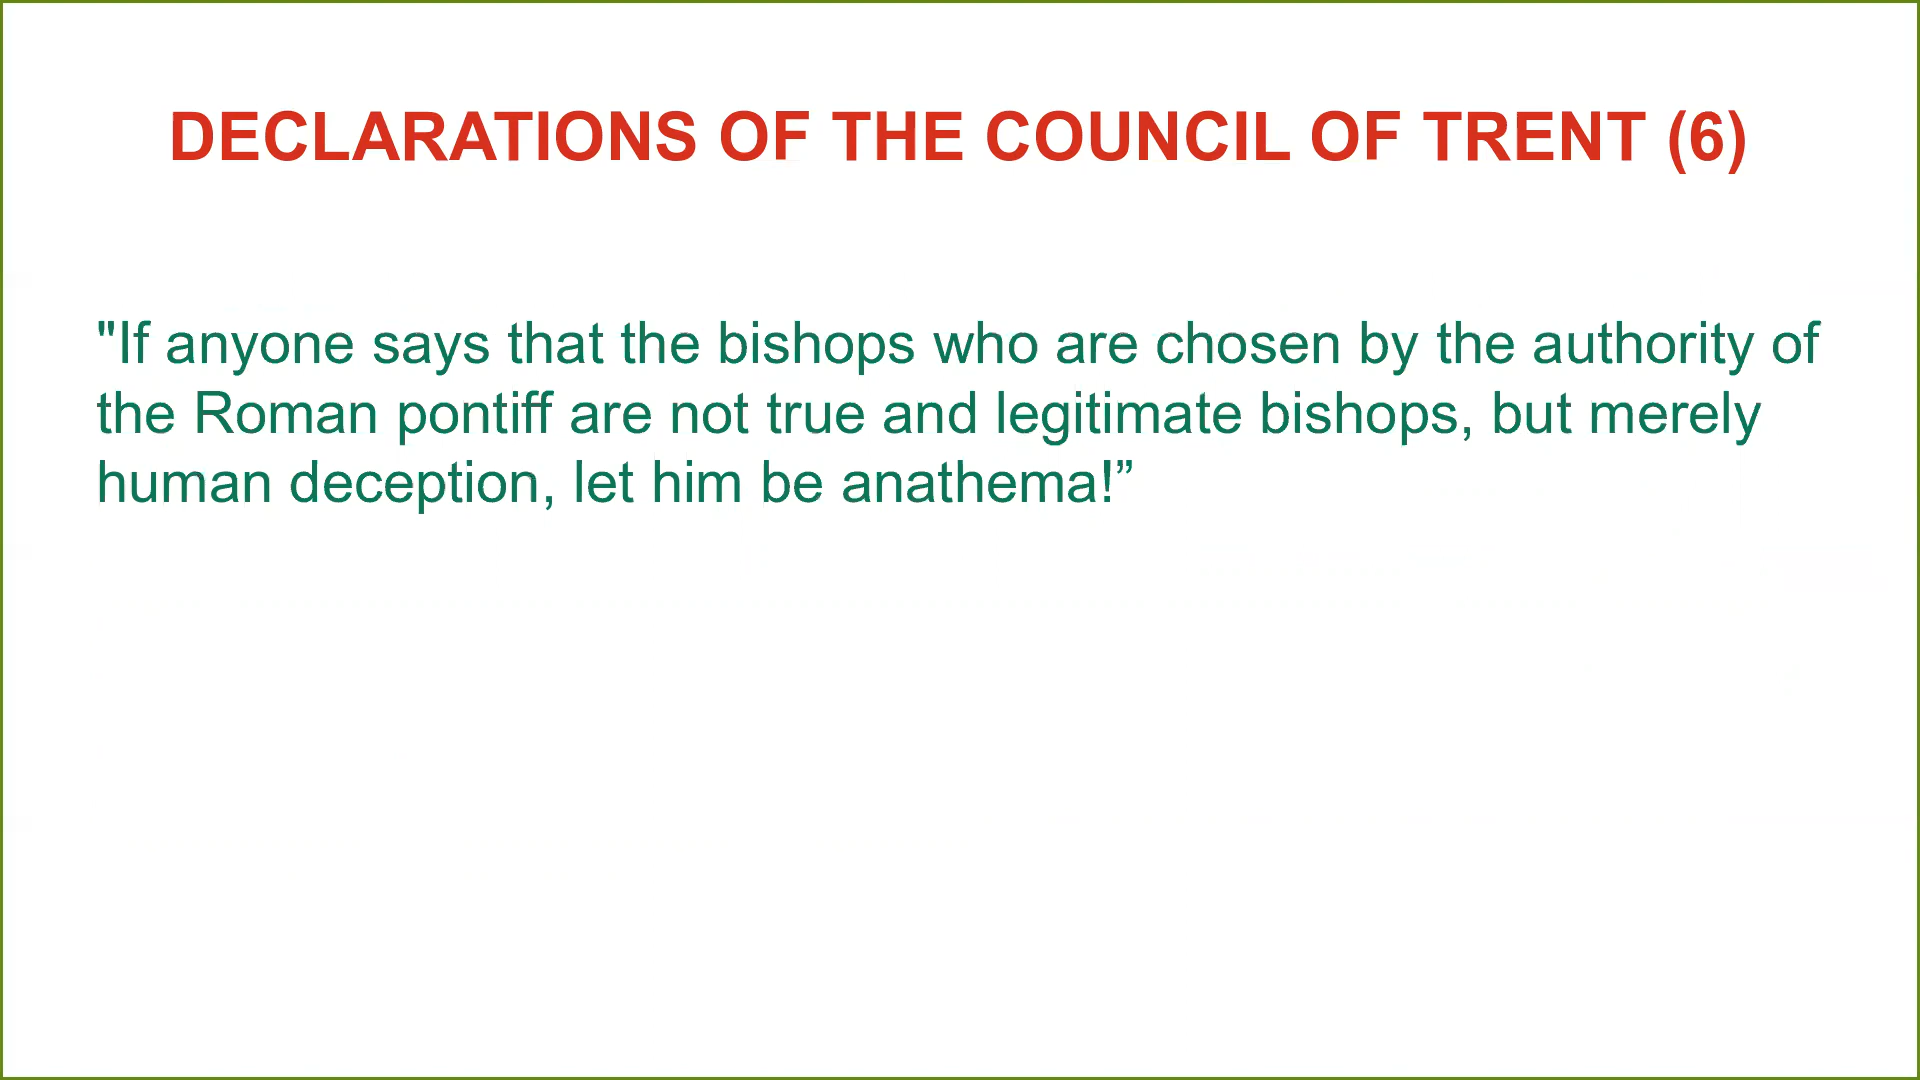 DECLARATIONS OF THE COUNCIL OF TRENT (6)
"If anyone says that the bishops who are chosen by the authority of
the Roman pontiff are not true and legitimate bishops, but merely
human deception, let him be anathema!”